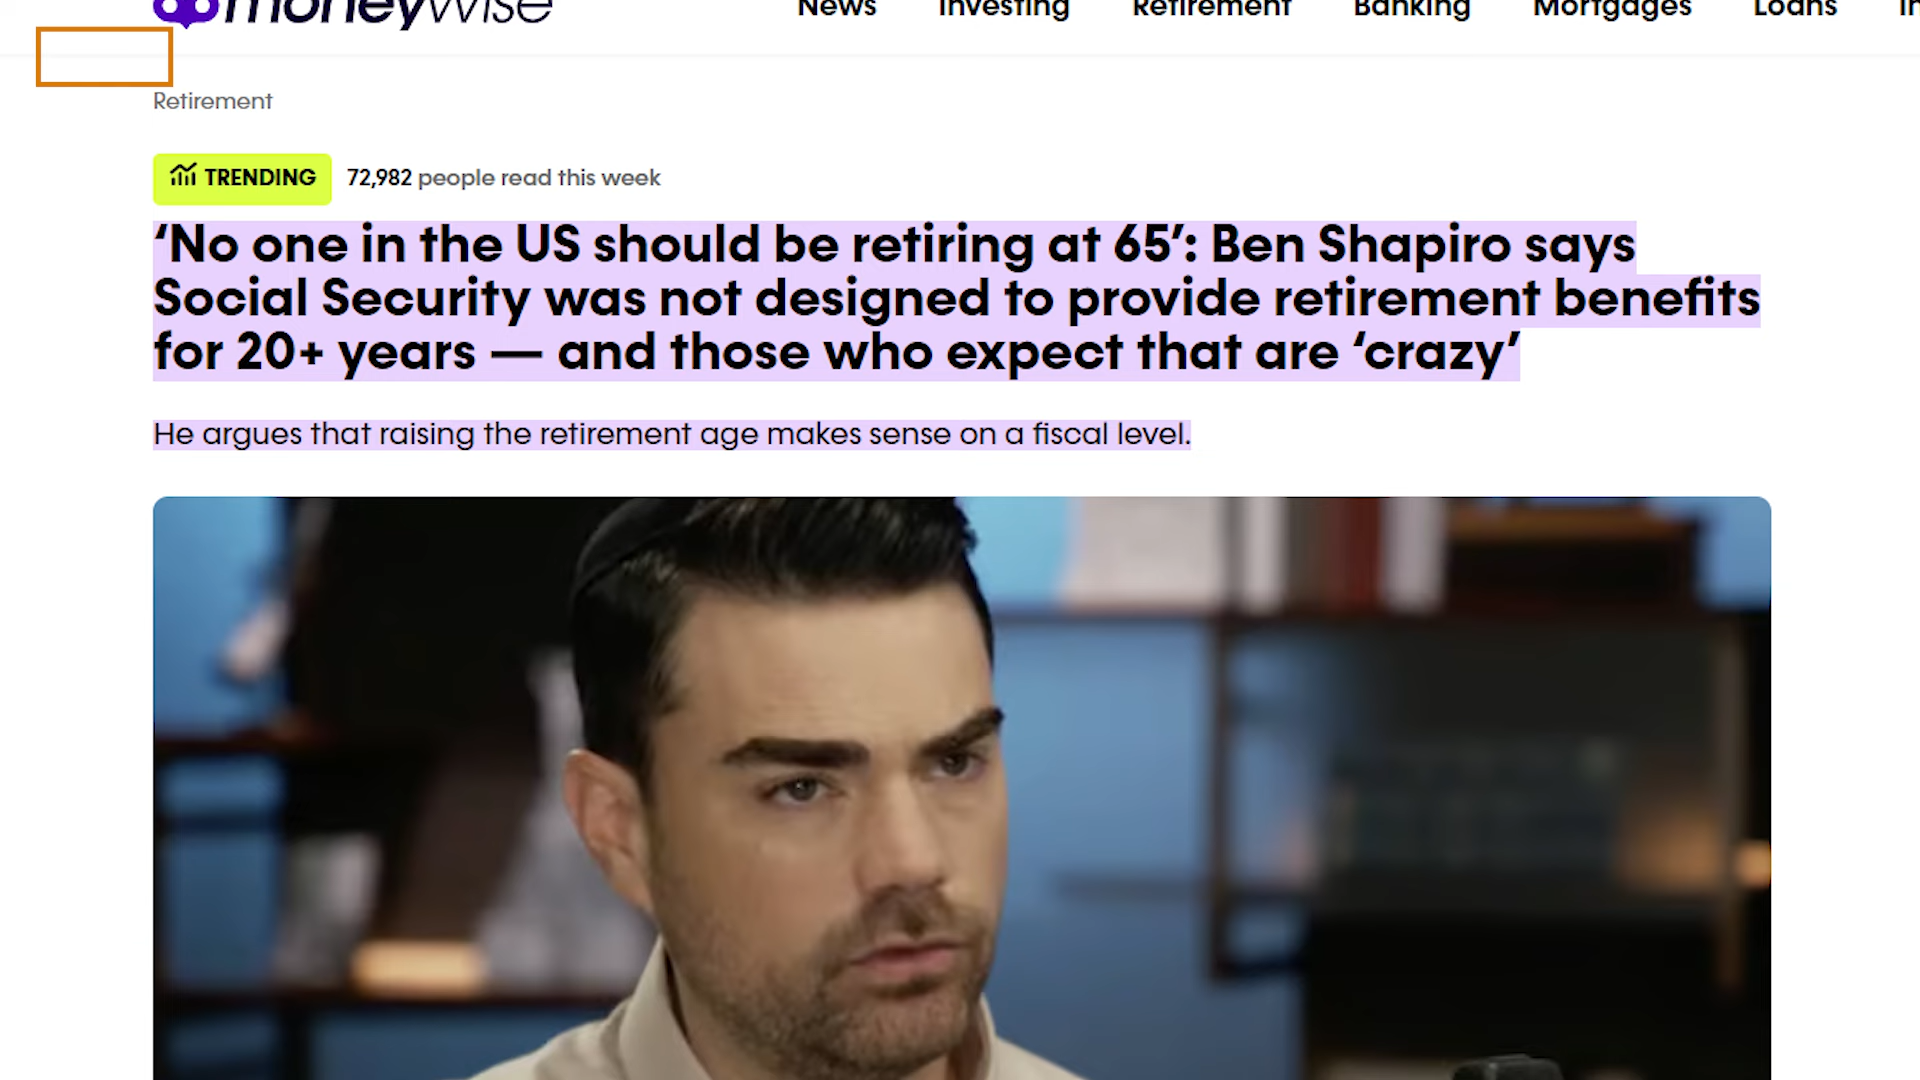 moneywise
News Investing Retirement Banking Mortgages Loans
Retirement
TRENDING 72,982 people read this week
‘No one in the US should be retiring at 65’: Ben Shapiro says
Social Security was not designed to provide retirement benefits
for 20+ years — and those who expect that are ‘crazy’
He argues that raising the retirement age makes sense on a fiscal level.